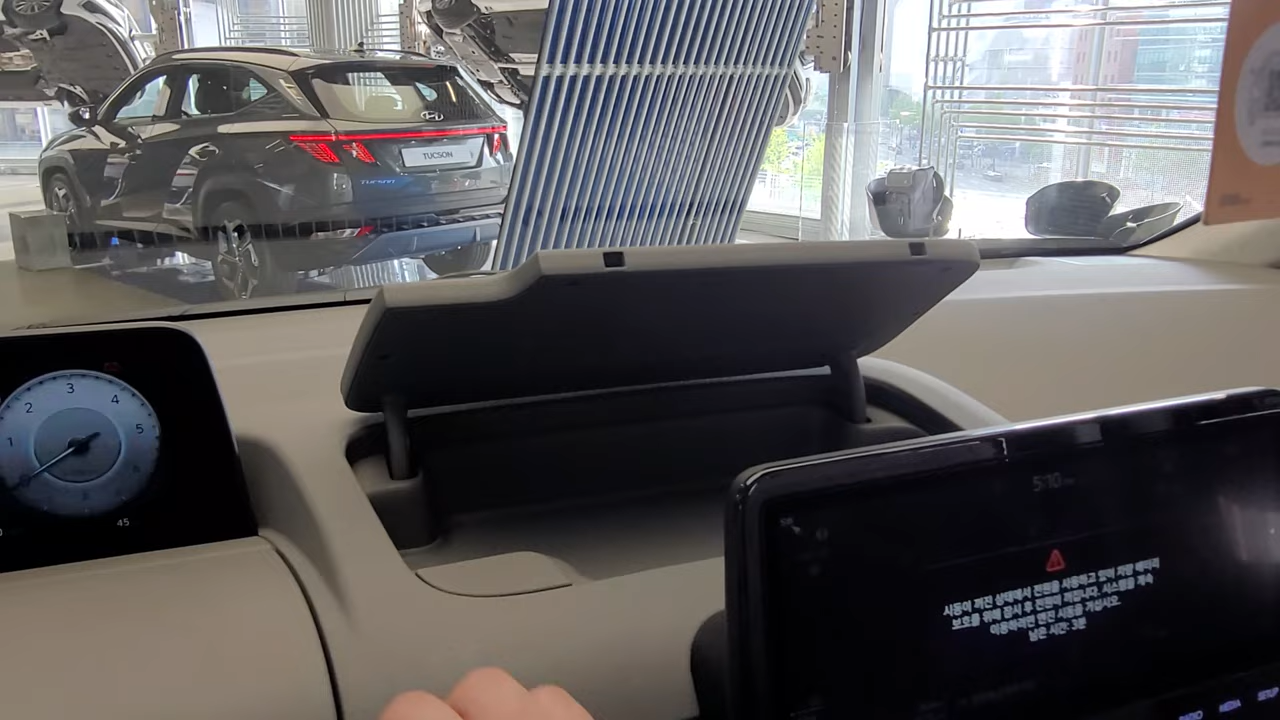 TUCSON
TUCSON
1
2
3
4
5
45
5:10
시동이 꺼진 상태에서 전원을 사용하고 있어 차량 배터리
보호를 위해 잠시 후 전원이 꺼집니다. 시스템을 계속
이용하려면 엔진 시동을 거십시오.
남은 시간: 3분
MEDIA
SETUP